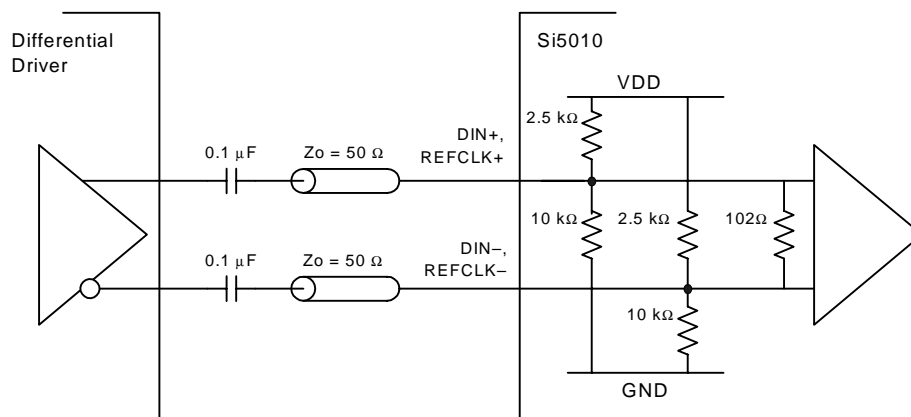 Differential
Driver
Si5010
VDD
2.5 kΩ
DIN+,
REFCLK+
0.1 μF
Zo = 50 Ω
10 kΩ
2.5 kΩ
102Ω
DIN–,
REFCLK–
0.1 μF
Zo = 50 Ω
10 kΩ
GND